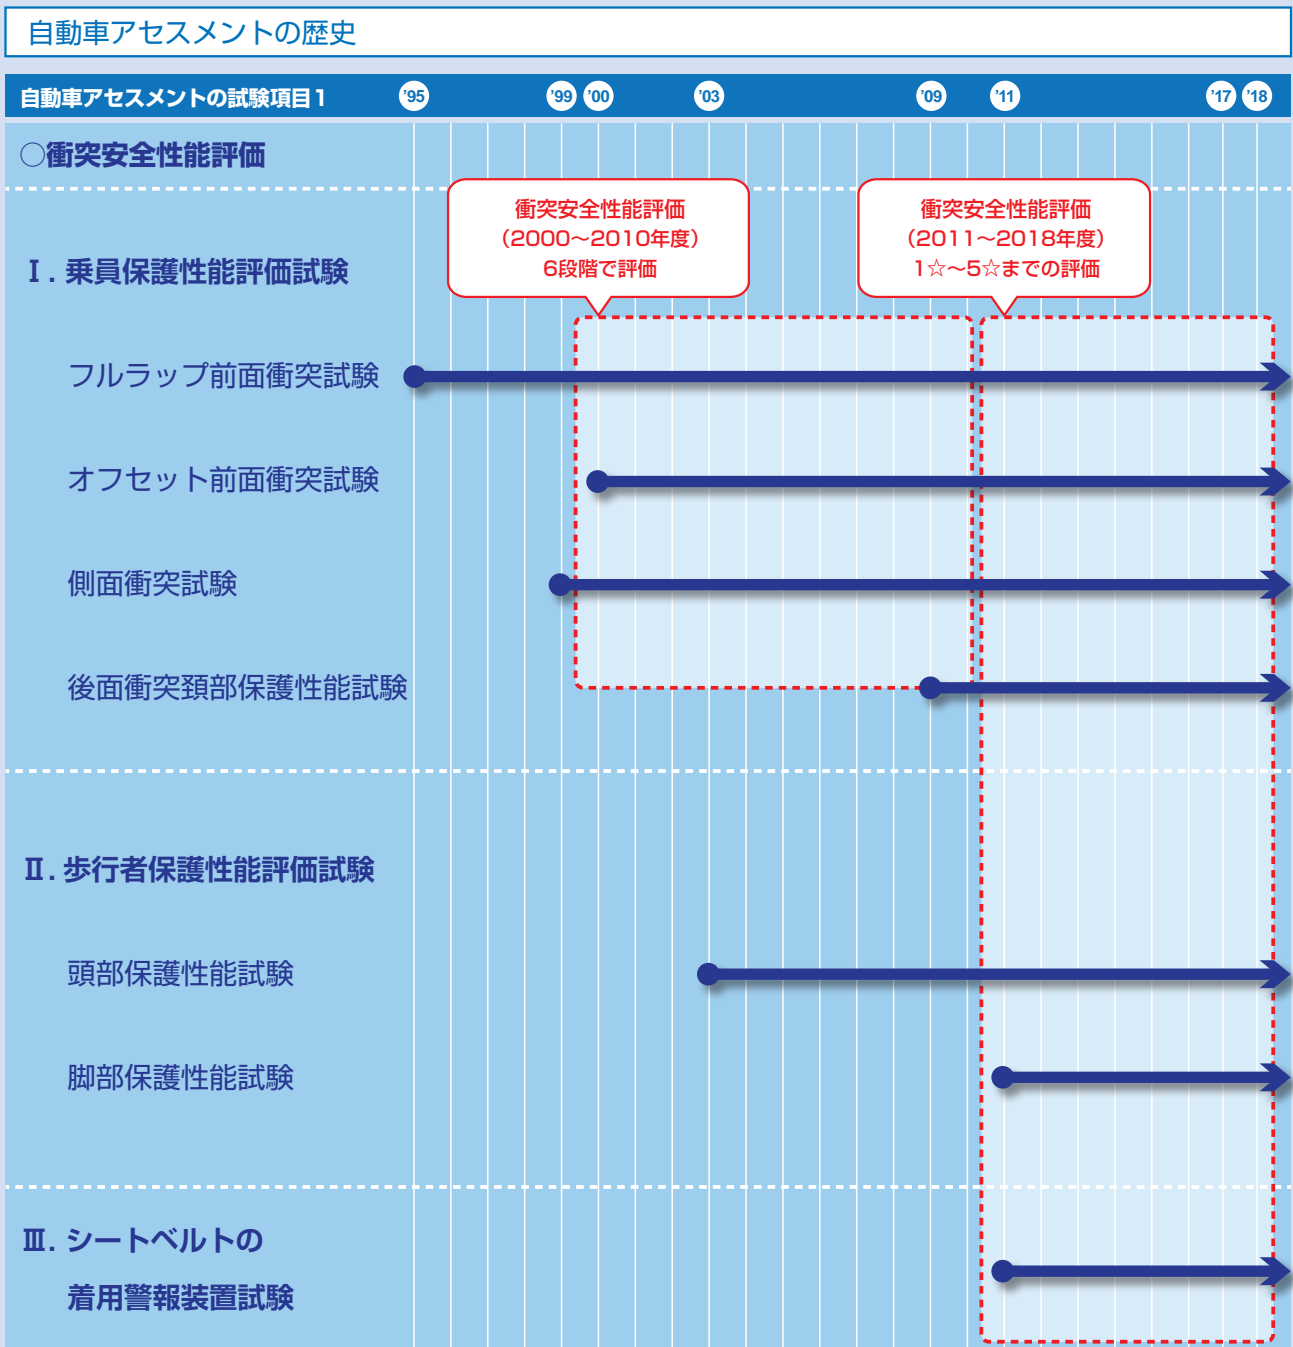 自動車アセスメントの歴史
自動車アセスメントの試験項目1 '95 '99 '00 '03 '09 '11 '17 '18
○衝突安全性能評価
衝突安全性能評価
（2000〜2010年度）
6段階で評価
衝突安全性能評価
（2011〜2018年度）
1☆〜5☆までの評価
Ⅰ. 乗員保護性能評価試験
フルラップ前面衝突試験
オフセット前面衝突試験
側面衝突試験
後面衝突頚部保護性能試験
Ⅱ. 歩行者保護性能評価試験
頭部保護性能試験
脚部保護性能試験
Ⅲ. シートベルトの
着用警報装置試験